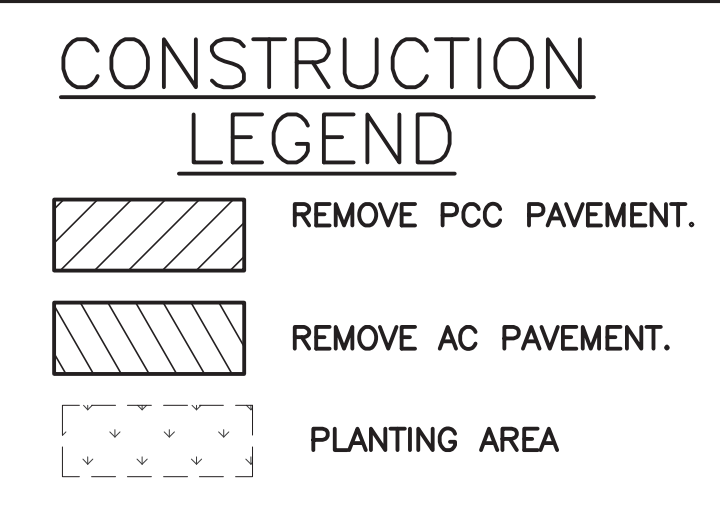 CONSTRUCTION
LEGEND
REMOVE PCC PAVEMENT.
REMOVE AC PAVEMENT.
PLANTING AREA